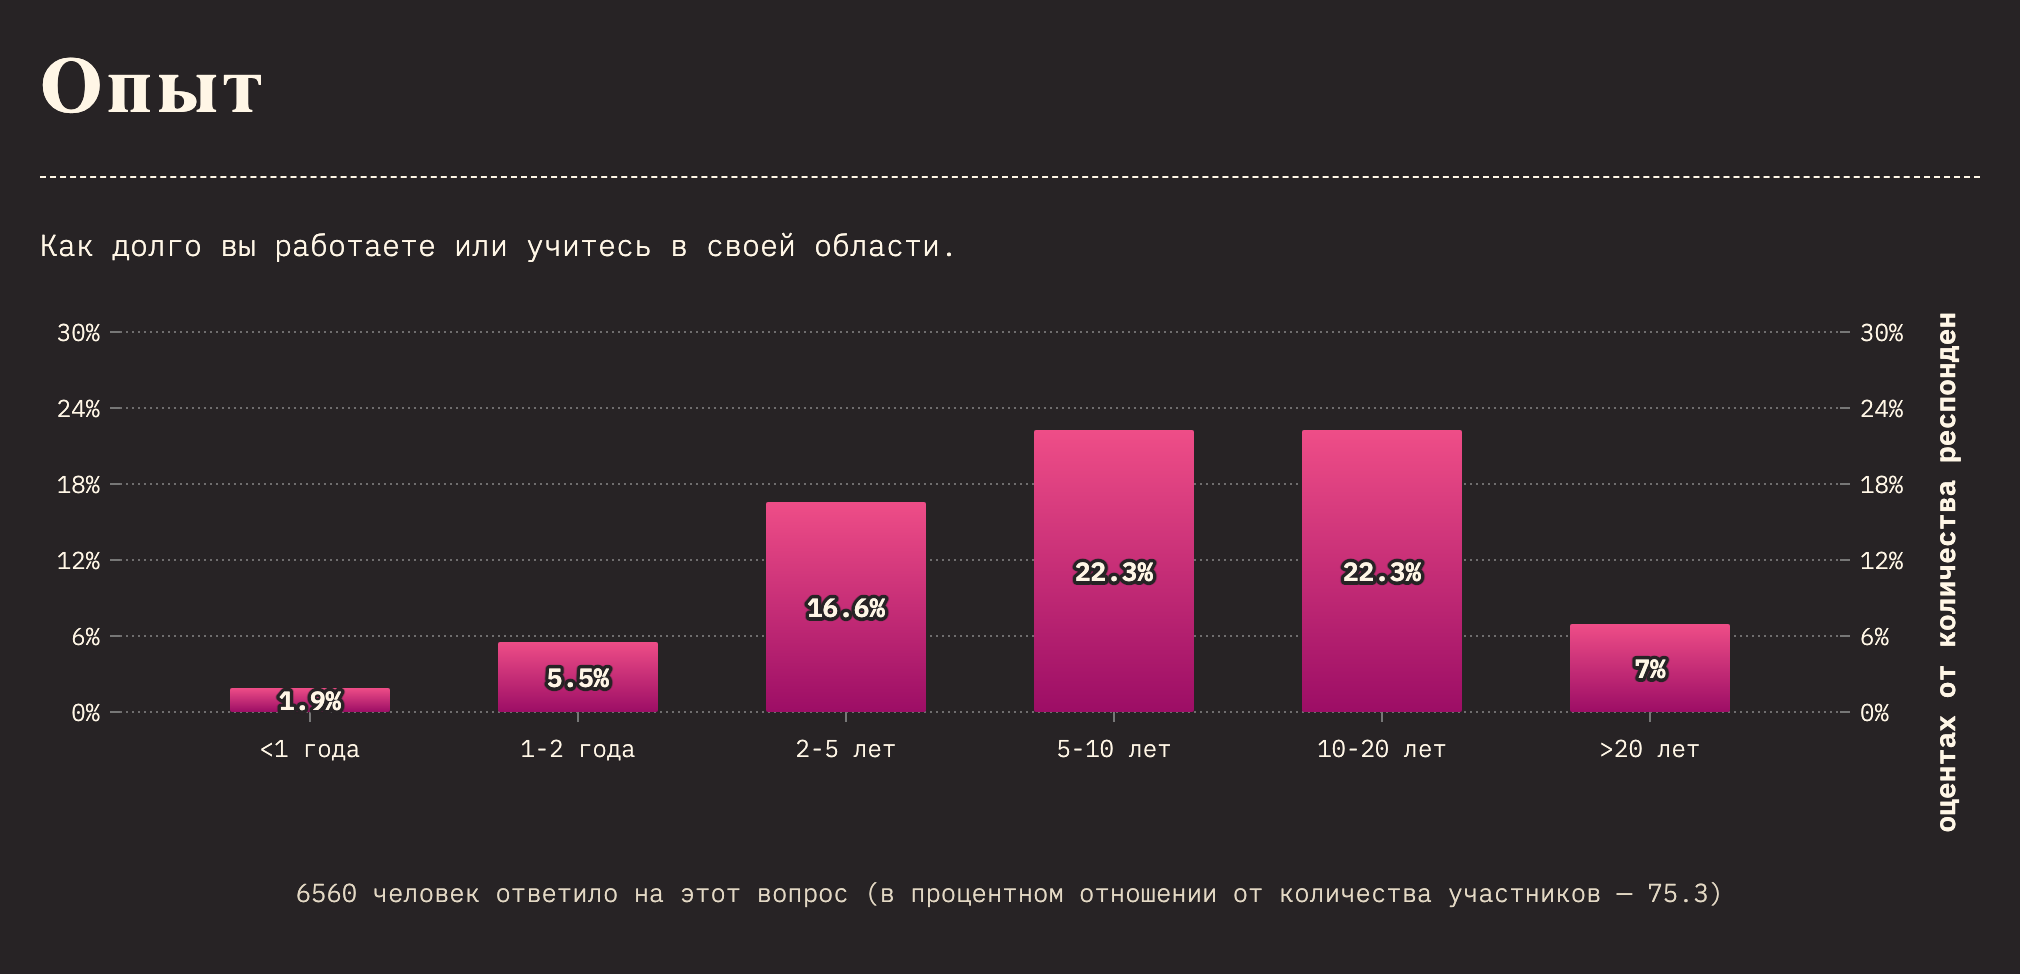 Опыт
Как долго вы работаете или учитесь в своей области.
30%
24%
18%
12%
6%
0%
30%
24%
18%
12%
6%
0%
1.9%
5.5%
16.6%
22.3%
22.3%
7%
<1 года
1-2 года
2-5 лет
5-10 лет
10-20 лет
>20 лет
оцентах от количества респонден
6560 человек ответило на этот вопрос (в процентном отношении от количества участников — 75.3)